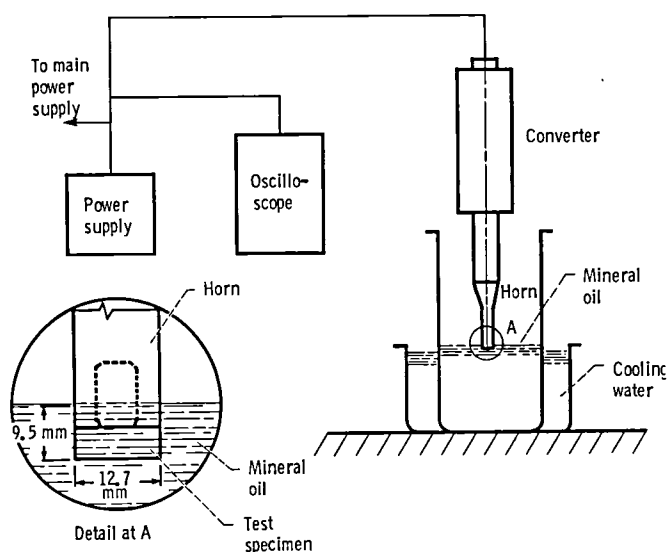 To main
power
supply
Power
supply
Oscillo-
scope
Converter
Horn
Mineral
oil
A
Cooling
water
Horn
9.5 mm
12.7
mm
Mineral
oil
Test
specimen
Detail at A